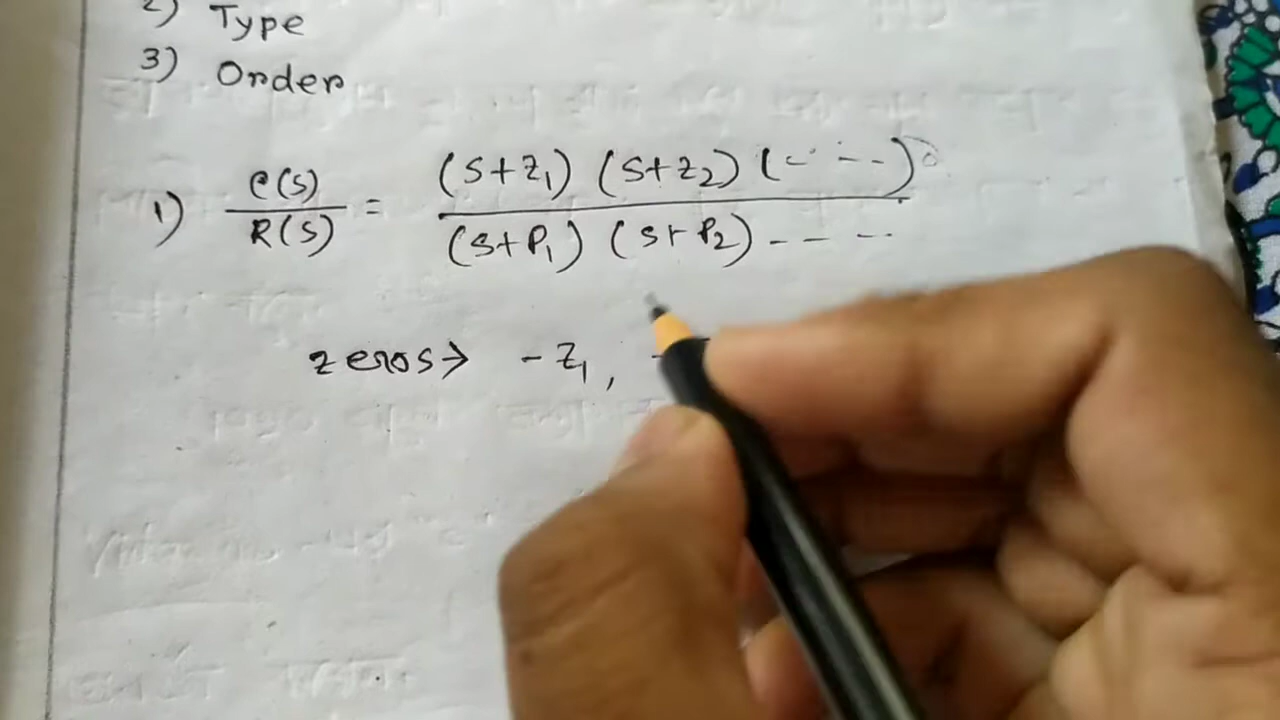 2) Type
3) Order
1) C(S)/R(S) = (S+Z1) (S+Z2) (- ---) / (S+P1) (S+P2) -- - --
zeros → -Z1, -